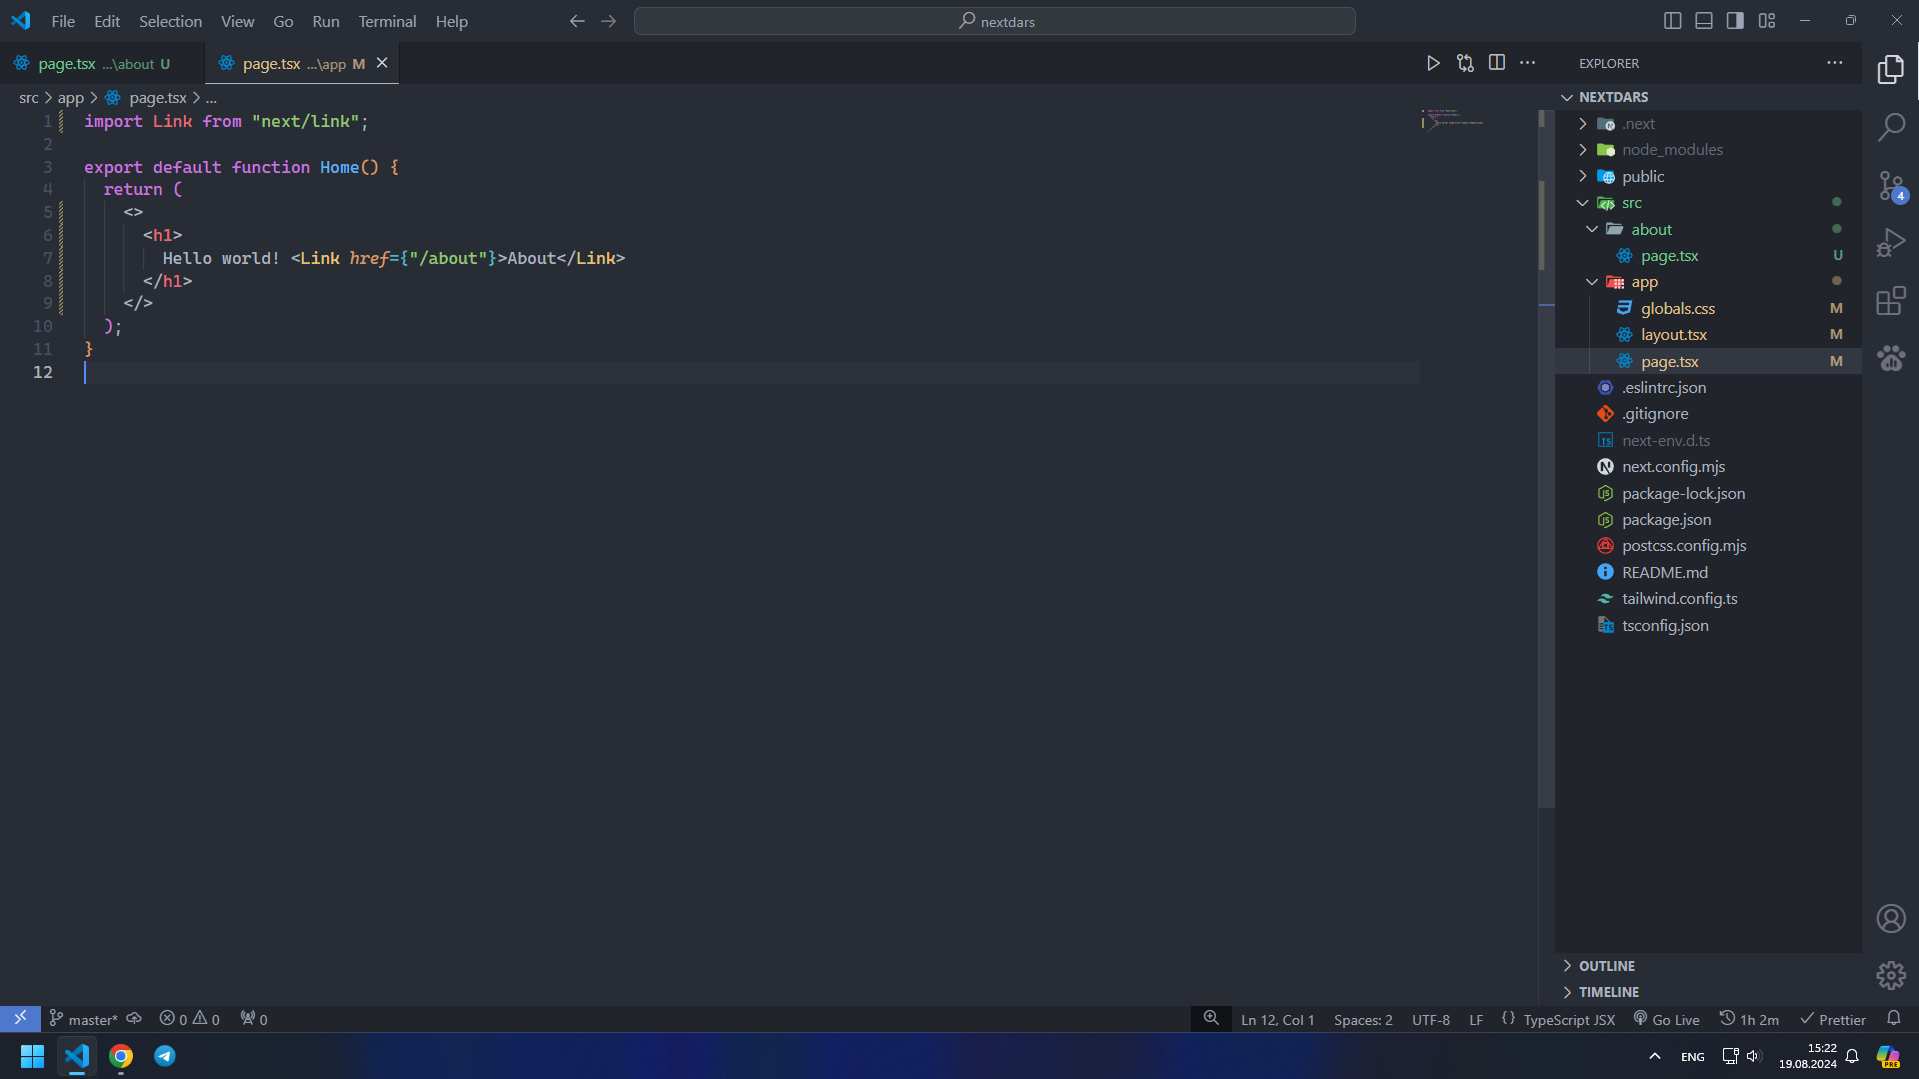 File Edit Selection View Go Run Terminal Help
nextdars
page.tsx ...\about U
page.tsx ...\app M
EXPLORER
src > app > page.tsx > ...
NEXTDARS
1 import Link from "next/link";
2
3 export default function Home() {
4 return (
5 <>
6 <h1>
7 Hello world! <Link href={"/about"}>About</Link>
8 </h1>
9 </>
10 );
11 }
12
.next
node_modules
public
src
about
page.tsx U
app
globals.css M
layout.tsx M
page.tsx M
.eslintrc.json
.gitignore
next-env.d.ts
next.config.mjs
package-lock.json
package.json
postcss.config.mjs
README.md
tailwind.config.ts
tsconfig.json
4
OUTLINE
TIMELINE
master* 0 0 0
Ln 12, Col 1 Spaces: 2 UTF-8 LF {} TypeScript JSX Go Live 1h 2m Prettier
ENG
15:22
19.08.2024
PRE